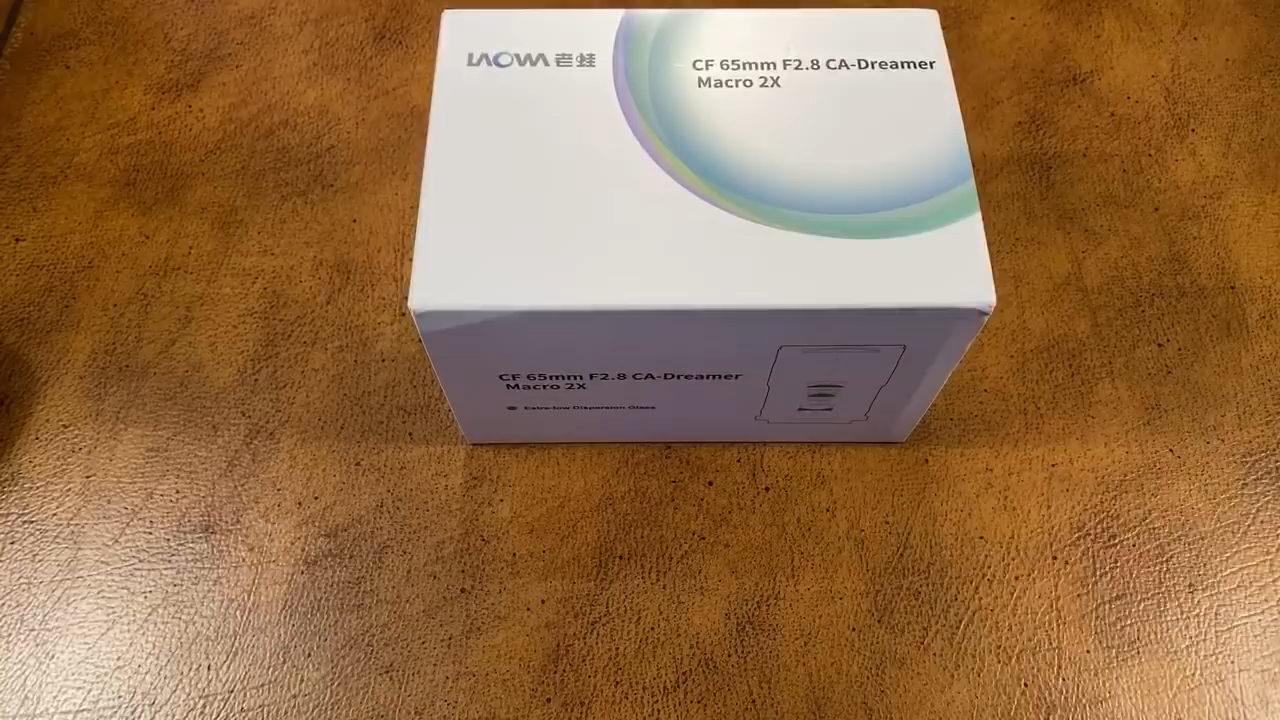 LAOWA 老蛙
CF 65mm F2.8 CA-Dreamer
Macro 2X
CF 65mm F2.8 CA-Dreamer
Macro 2X
Extra-low Dispersion Glass